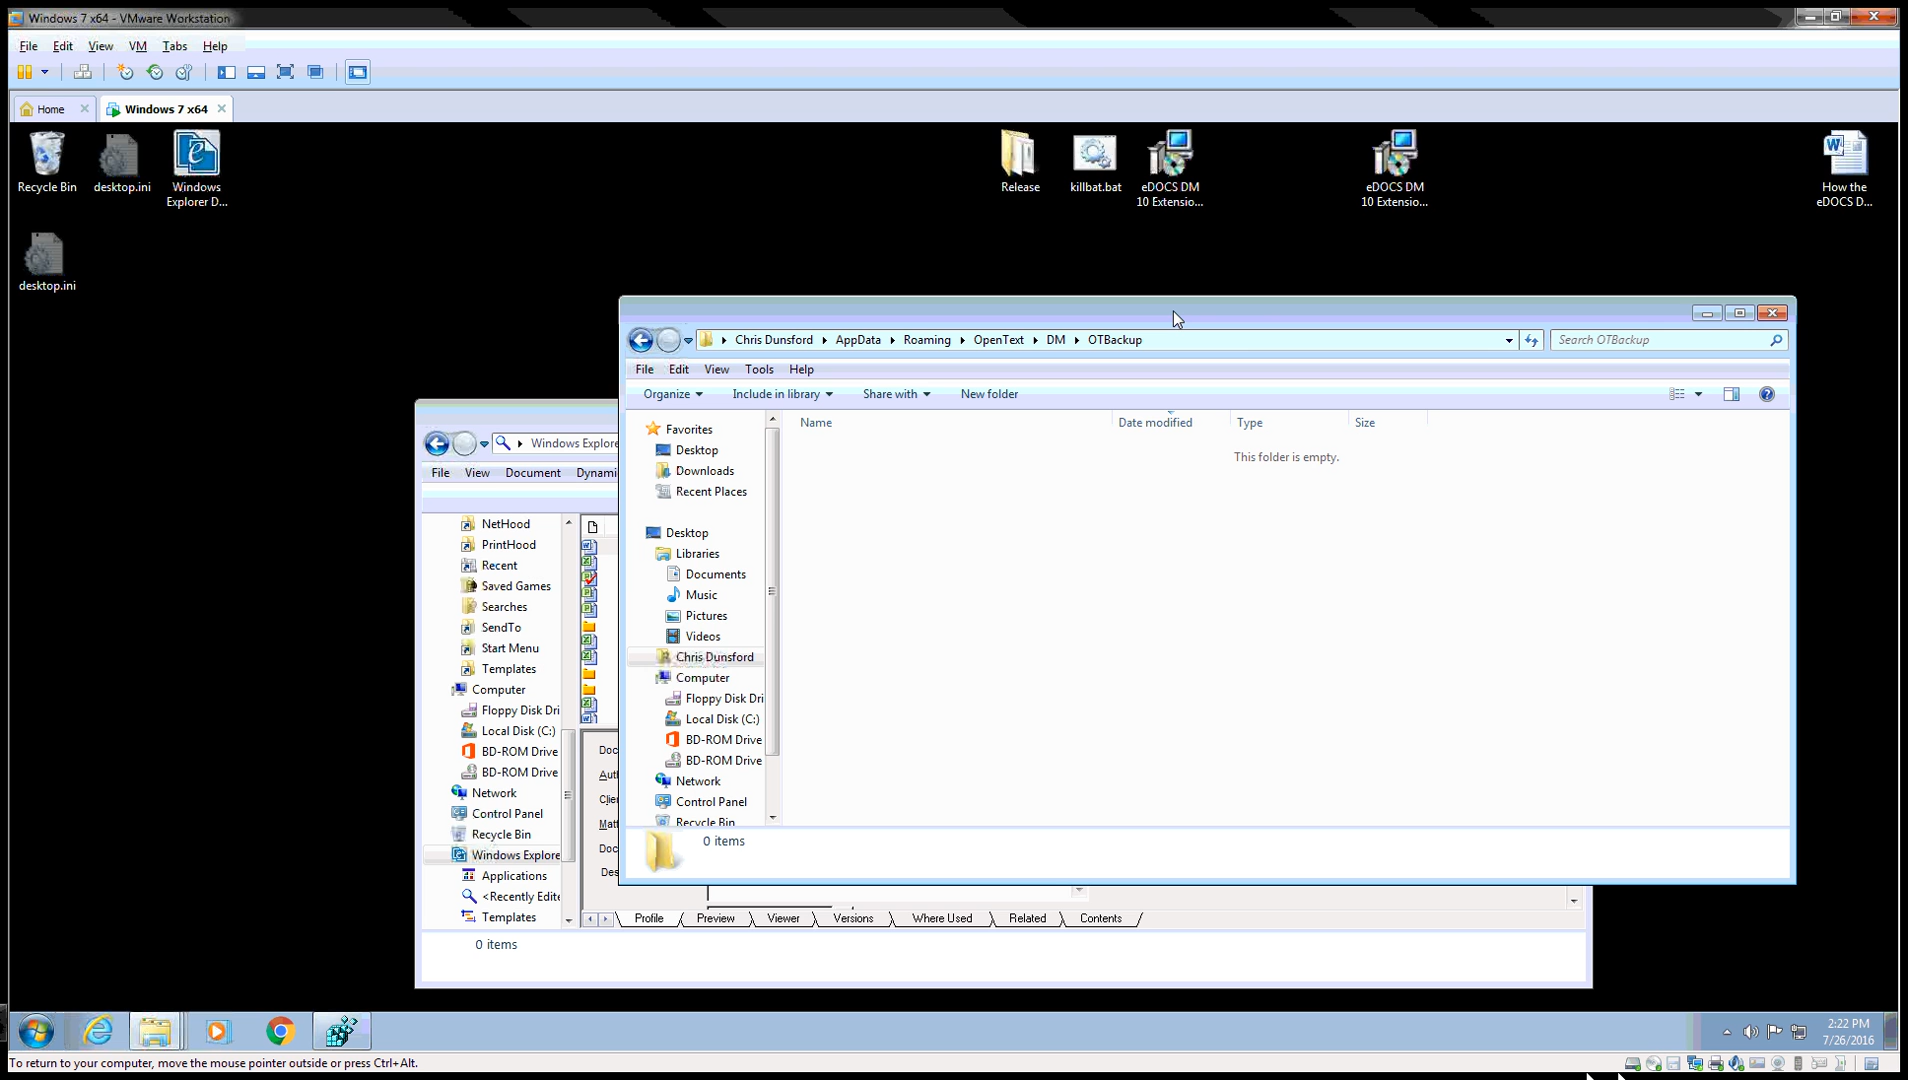 Windows 7 x64 - VMware Workstation
File Edit View VM Tabs Help
Home Windows 7 x64
Recycle Bin
desktop.ini
Windows
Explorer D...
Release
killbat.bat
eDOCS DM
10 Extensio...
eDOCS DM
10 Extensio...
How the
eDOCS D...
desktop.ini
Chris Dunsford AppData Roaming OpenText DM OTBackup
Search OTBackup
File Edit View Tools Help
Organize Include in library Share with New folder
Name Date modified Type Size
This folder is empty.
Favorites
Desktop
Downloads
Recent Places
Desktop
Libraries
Documents
Music
Pictures
Videos
Chris Dunsford
Computer
Floppy Disk Dri
Local Disk (C:)
BD-ROM Drive
BD-ROM Drive
Network
Control Panel
Recycle Bin
0 items
Windows Explore
File View Document Dynami
NetHood
PrintHood
Recent
Saved Games
Searches
SendTo
Start Menu
Templates
Computer
Floppy Disk Dri
Local Disk (C:)
BD-ROM Drive
BD-ROM Drive
Network
Control Panel
Recycle Bin
Windows Explore
Applications
<Recently Edite
Templates
Doc
Auth
Clie
Matt
Doc
Des
Profile Preview Viewer Versions Where Used Related Contents
0 items
2:22 PM
7/26/2016
To return to your computer, move the mouse pointer outside or press Ctrl+Alt.